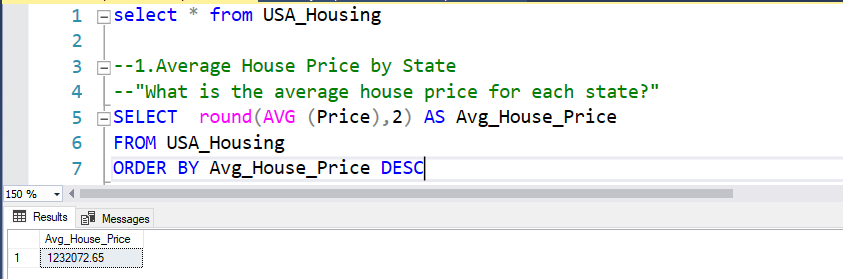 1 select * from USA_Housing
2
3 --1.Average House Price by State
4 --"What is the average house price for each state?"
5 SELECT  round(AVG (Price),2) AS Avg_House_Price
6 FROM USA_Housing
7 ORDER BY Avg_House_Price DESC
150 %
Results Messages
Avg_House_Price
1 1232072.65